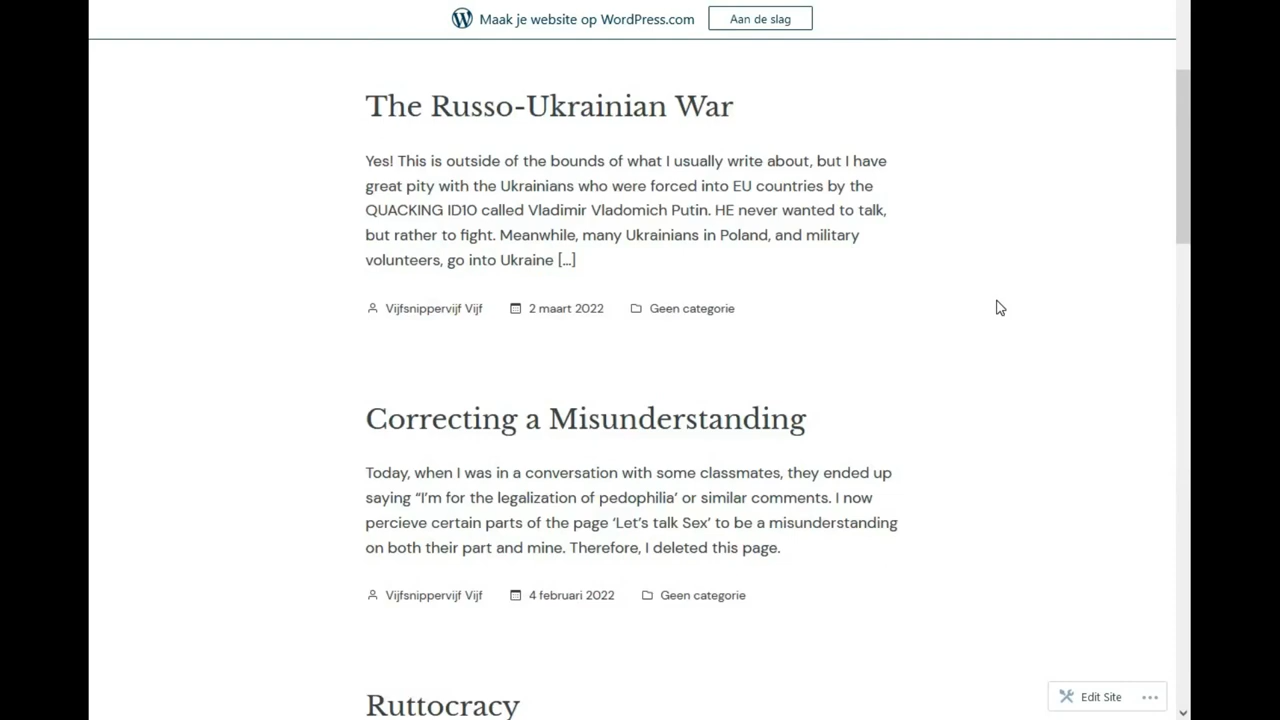 Maak je website op WordPress.com
Aan de slag
The Russo-Ukrainian War
Yes! This is outside of the bounds of what I usually write about, but I have
great pity with the Ukrainians who were forced into EU countries by the
QUACKING ID10 called Vladimir Vladomich Putin. HE never wanted to talk,
but rather to fight. Meanwhile, many Ukrainians in Poland, and military
volunteers, go into Ukraine [...]
Vijfsnippervijf Vijf 2 maart 2022 Geen categorie
Correcting a Misunderstanding
Today, when I was in a conversation with some classmates, they ended up
saying “I’m for the legalization of pedophilia’ or similar comments. I now
percieve certain parts of the page ‘Let’s talk Sex’ to be a misunderstanding
on both their part and mine. Therefore, I deleted this page.
Vijfsnippervijf Vijf 4 februari 2022 Geen categorie
Ruttocracy
Edit Site